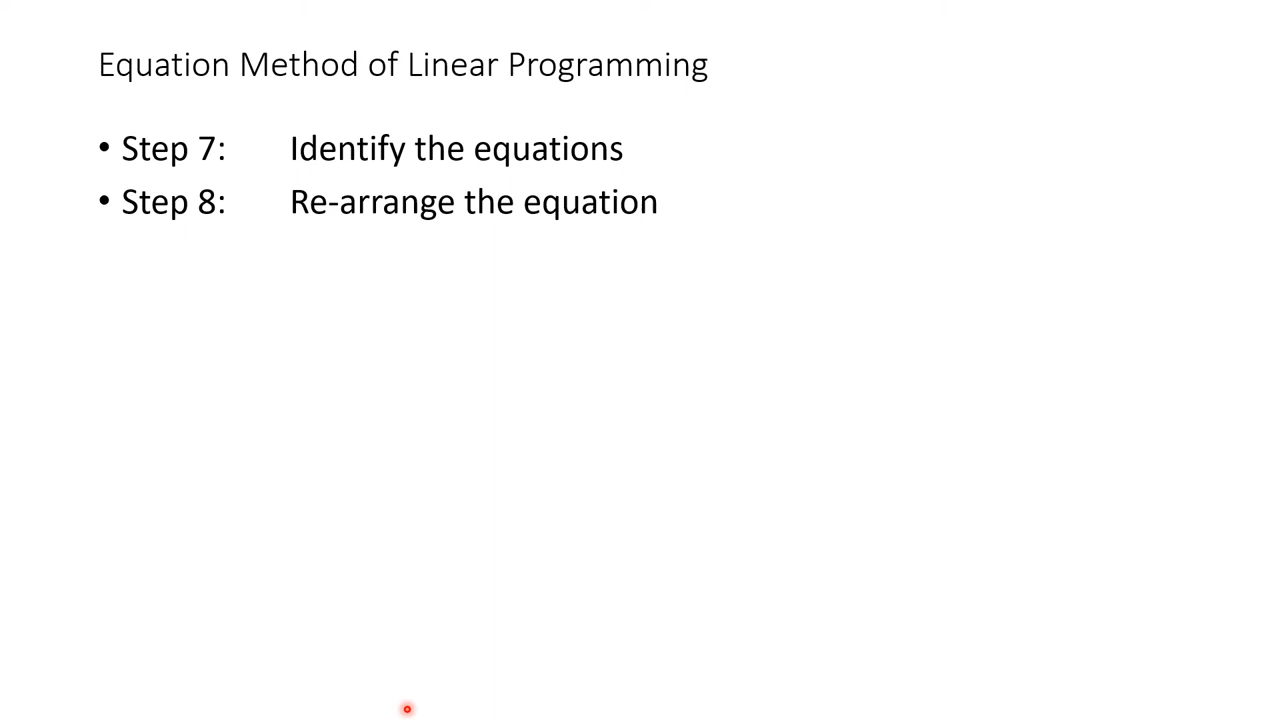 Equation Method of Linear Programming
• Step 7: Identify the equations
• Step 8: Re-arrange the equation